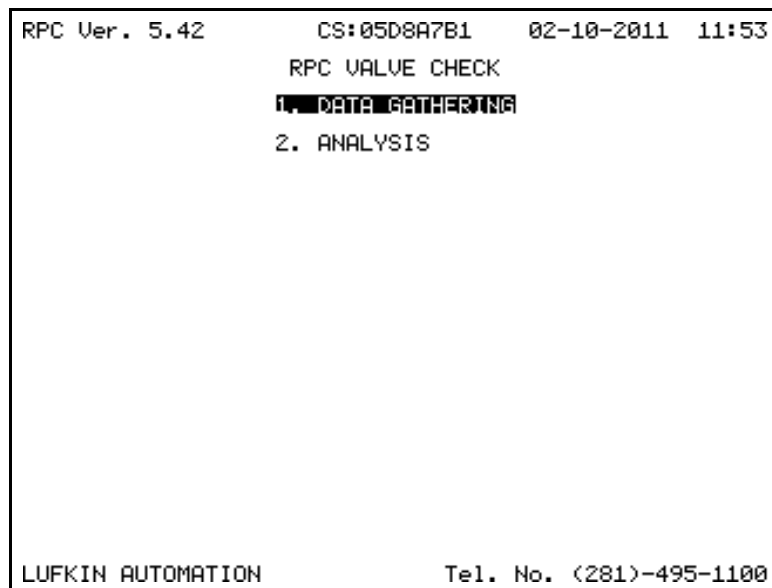 RPC Ver. 5.42 CS:05D8A7B1 02-10-2011 11:53
RPC VALVE CHECK
1. DATA GATHERING
2. ANALYSIS
LUFKIN AUTOMATION Tel. No. (281)-495-1100